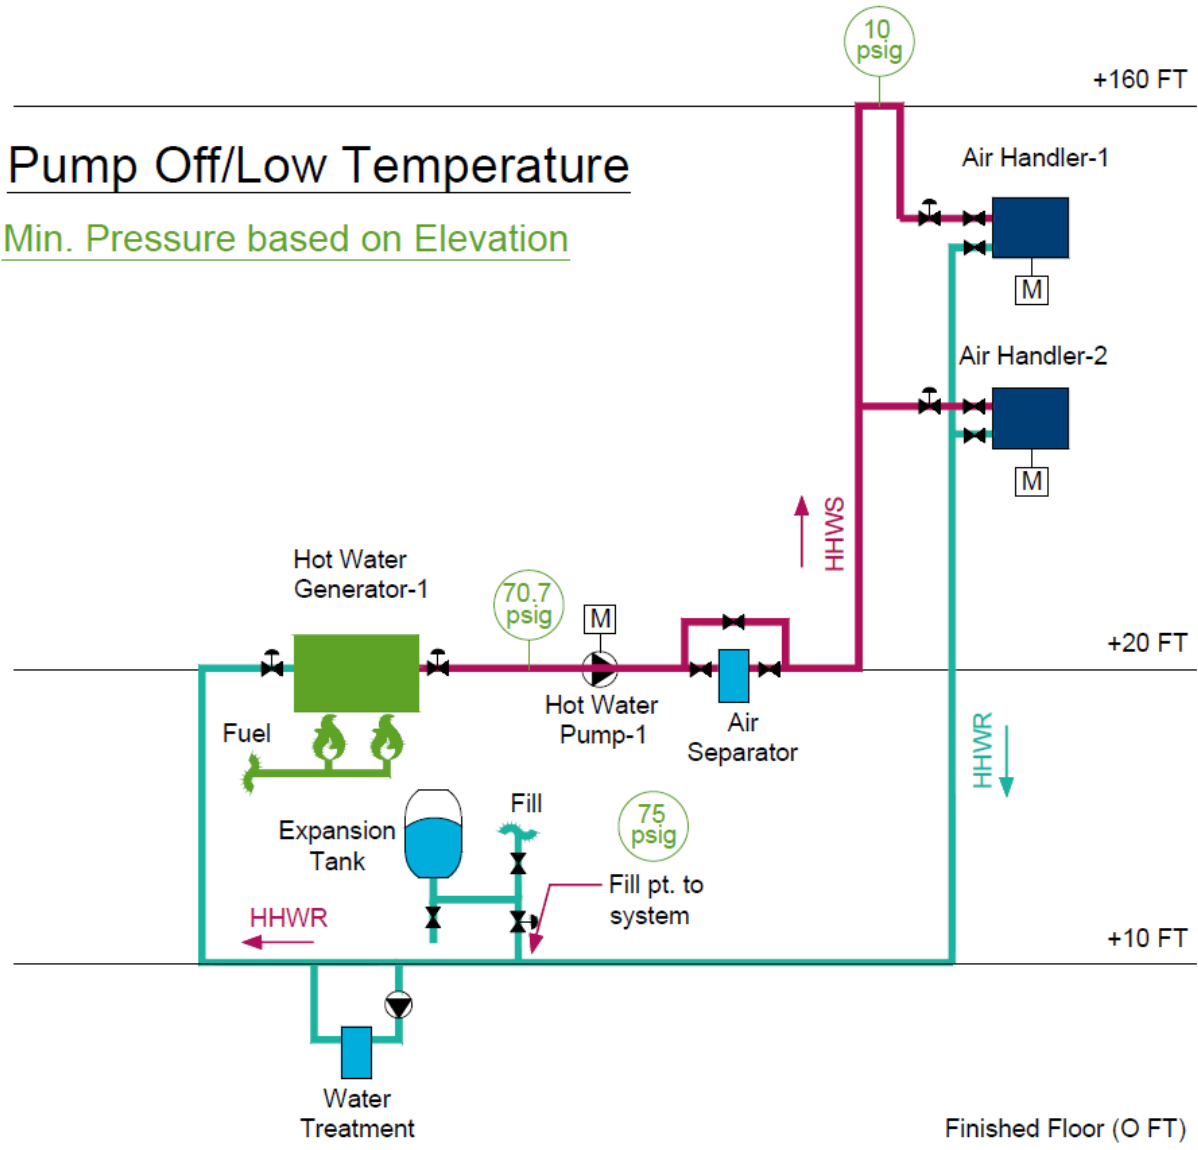 10
psig
+160 FT
Pump Off/Low Temperature
Air Handler-1
Min. Pressure based on Elevation
M
Air Handler-2
M
HHWS
Hot Water
Generator-1
70.7
psig
M
+20 FT
Hot Water
Pump-1
Air
Separator
Fuel
HHWR
Expansion
Tank
Fill
75
psig
Fill pt. to
system
HHWR
+10 FT
Water
Treatment
Finished Floor (O FT)